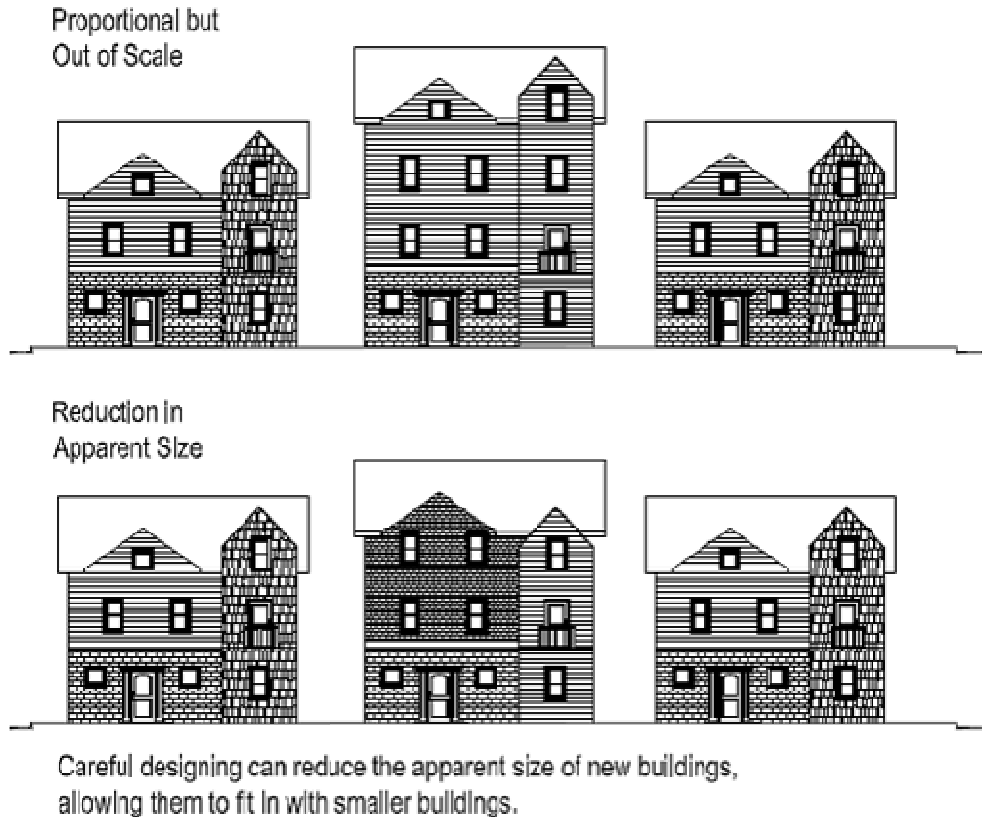 Proportional but
Out of Scale
Reduction in
Apparent Size
Careful designing can reduce the apparent size of new buildings,
allowing them to fit in with smaller buildings.